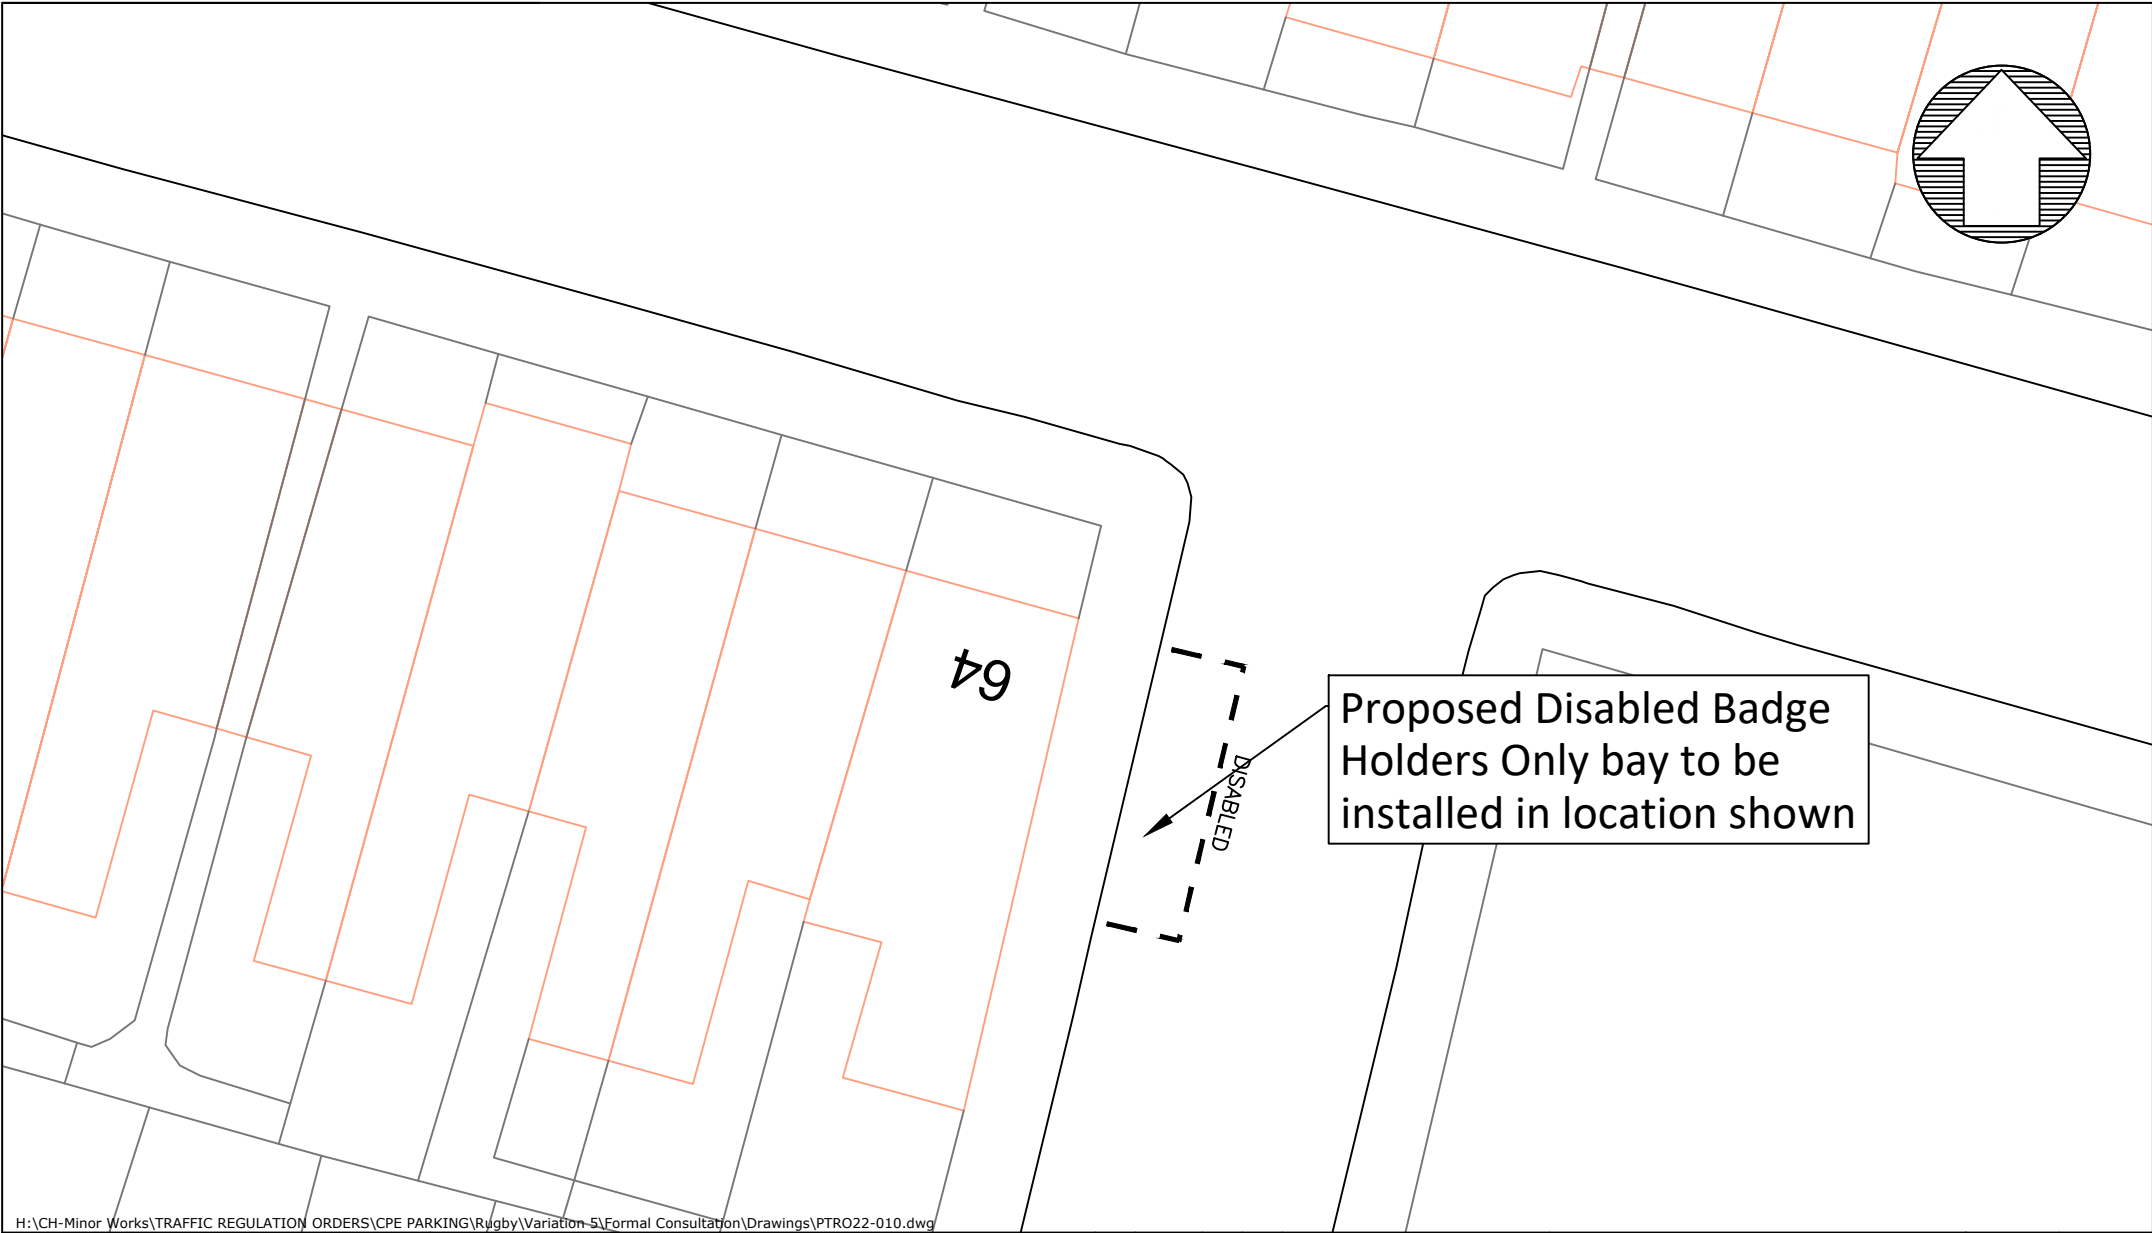 64
Proposed Disabled Badge
Holders Only bay to be
installed in location shown
DISABLED
H:\CH-Minor Works\TRAFFIC REGULATION ORDERS\CPE PARKING\Rugby\Variation 5\Formal Consultation\Drawings\PTRO22-010.dwg